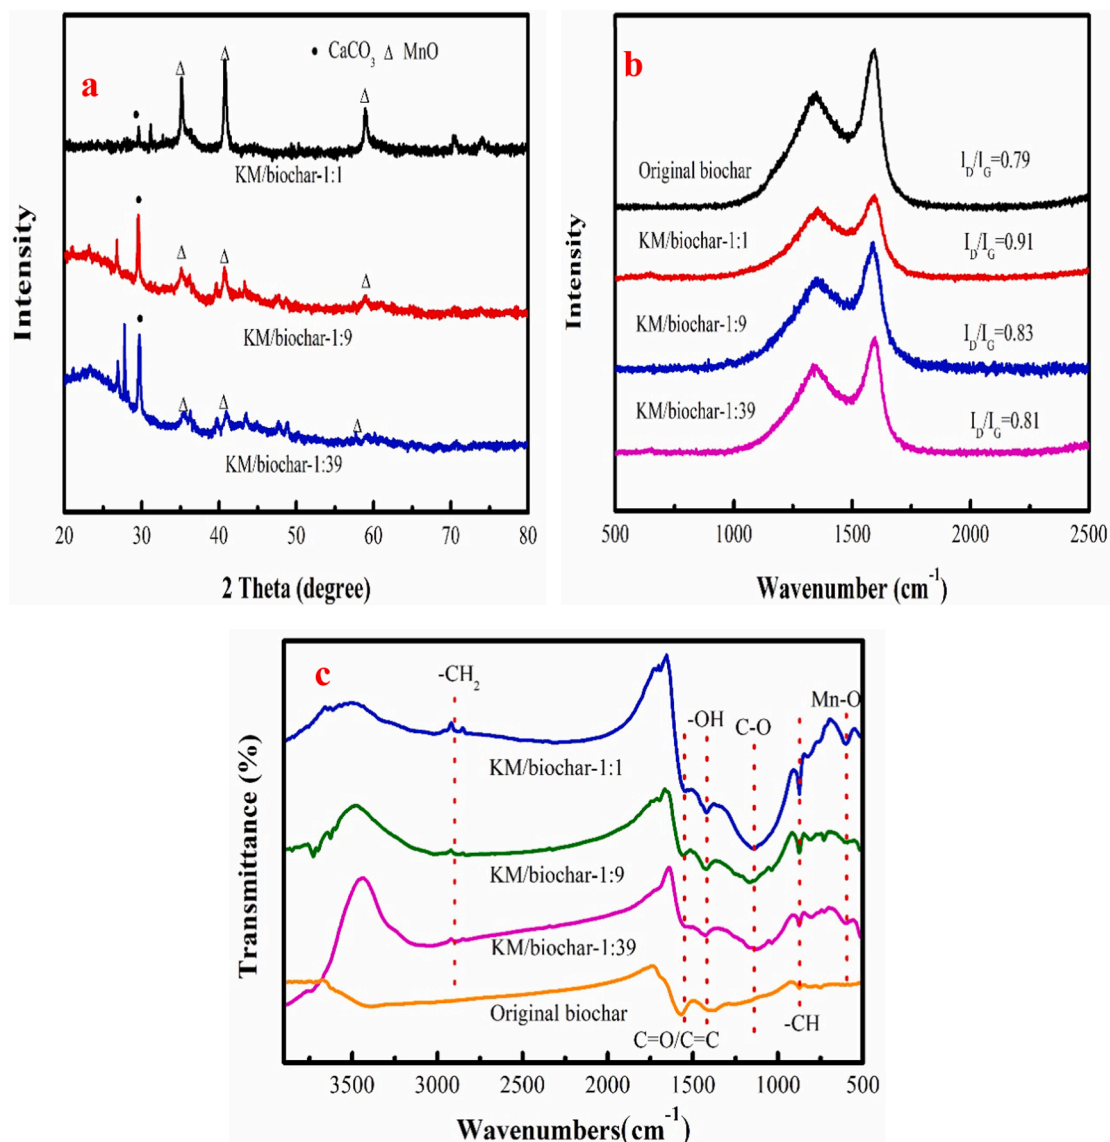 a
• CaCO3 Δ MnO
Δ
Δ
Δ
•
KM/biochar-1:1
•
Δ
Δ
Δ
KM/biochar-1:9
•
Δ
Δ
Δ
KM/biochar-1:39
Intensity
20 30 40 50 60 70 80
2 Theta (degree)
b
Original biochar
ID/IG=0.79
KM/biochar-1:1
ID/IG=0.91
KM/biochar-1:9
ID/IG=0.83
KM/biochar-1:39
ID/IG=0.81
Intensity
500 1000 1500 2000 2500
Wavenumber (cm-1)
c
-CH2
-OH
C-O
Mn-O
KM/biochar-1:1
KM/biochar-1:9
KM/biochar-1:39
Original biochar
C=O/C=C
-CH
Transmittance (%)
3500 3000 2500 2000 1500 1000 500
Wavenumbers(cm-1)